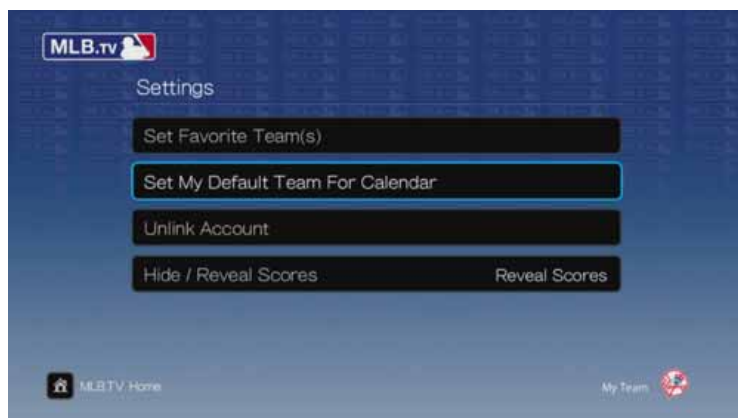 MLB.TV
Settings
Set Favorite Team(s)
Set My Default Team For Calendar
Unlink Account
Hide / Reveal Scores Reveal Scores
MLB.TV Home My Team